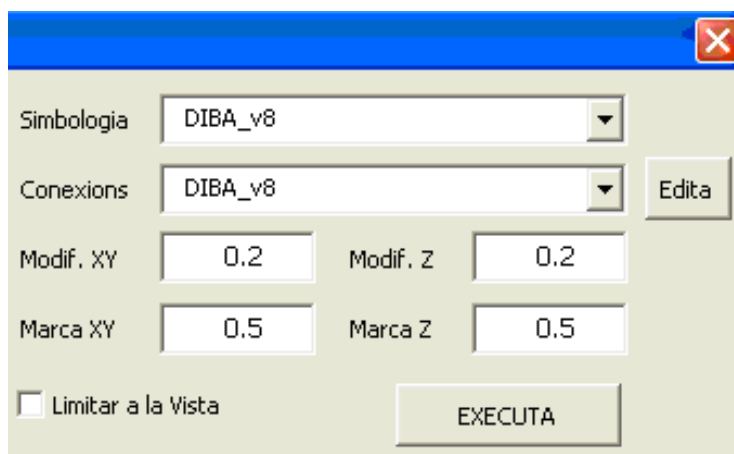 Simbologia DIBA_v8
Conexions DIBA_v8 Edita
Modif. XY 0.2 Modif. Z 0.2
Marca XY 0.5 Marca Z 0.5
Limitar a la Vista EXECUTA